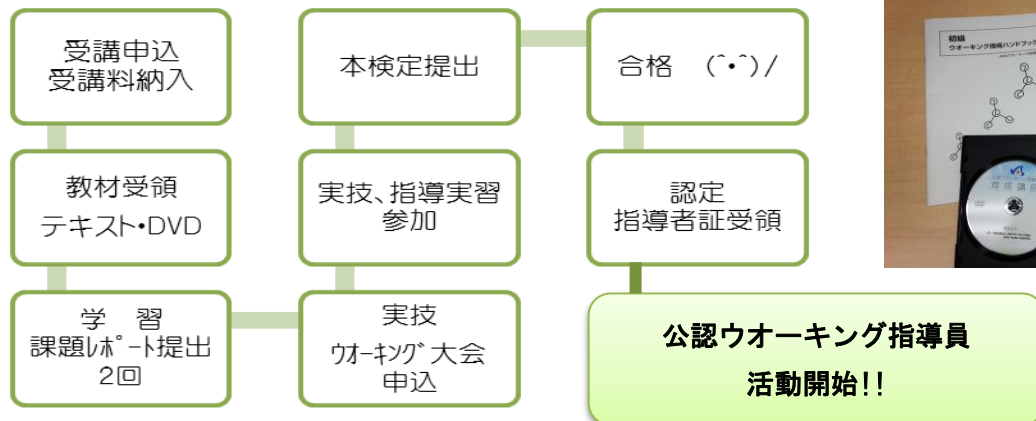 受講申込
受講料納入
教材受領
テキスト・DVD
学　習
課題ﾚﾎﾟｰﾄ提出
2回
実技
ｳｵｰｷﾝｸﾞ大会
申込
実技、指導実習
参加
本検定提出
合格　(^・^)/
認定
指導者証受領
公認ウオーキング指導員
活動開始!!
初級
ウオーキング指導ハンドブック